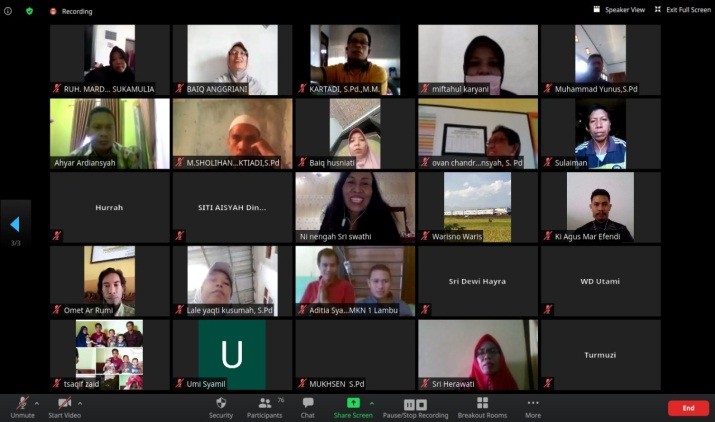 Recording
Speaker View
Exit Full Screen
RUH. MARD... SUKAMULIA
BAIQ ANGGRIANI
KARTADI, S.Pd.,M.M.
miftahul karyani
Muhammad Yunus,S.Pd
Ahyar Ardiansyah
M.SHOLIHAN...KTIADI,S.Pd
Baiq husniati
ovan chandr...nsyah, S. Pd
Sulaiman
Hurrah
SITI AISYAH Din...
Ni nengah Sri swathi
Warisno Waris
Ki Agus Mar Efendi
Omet Ar Rumi
Lale yaqti kusumah, S.Pd
Aditia Sya...MKN 1 Lambu
Sri Dewi Hayra
WD Utami
tsaqif zaid
U
Umi Syamil
MUKHSEN S.Pd
Sri Herawati
Turmuzi
3/3
Unmute
Start Video
Security
Participants
76
Chat
Share Screen
Pause/Stop Recording
Breakout Rooms
More
End